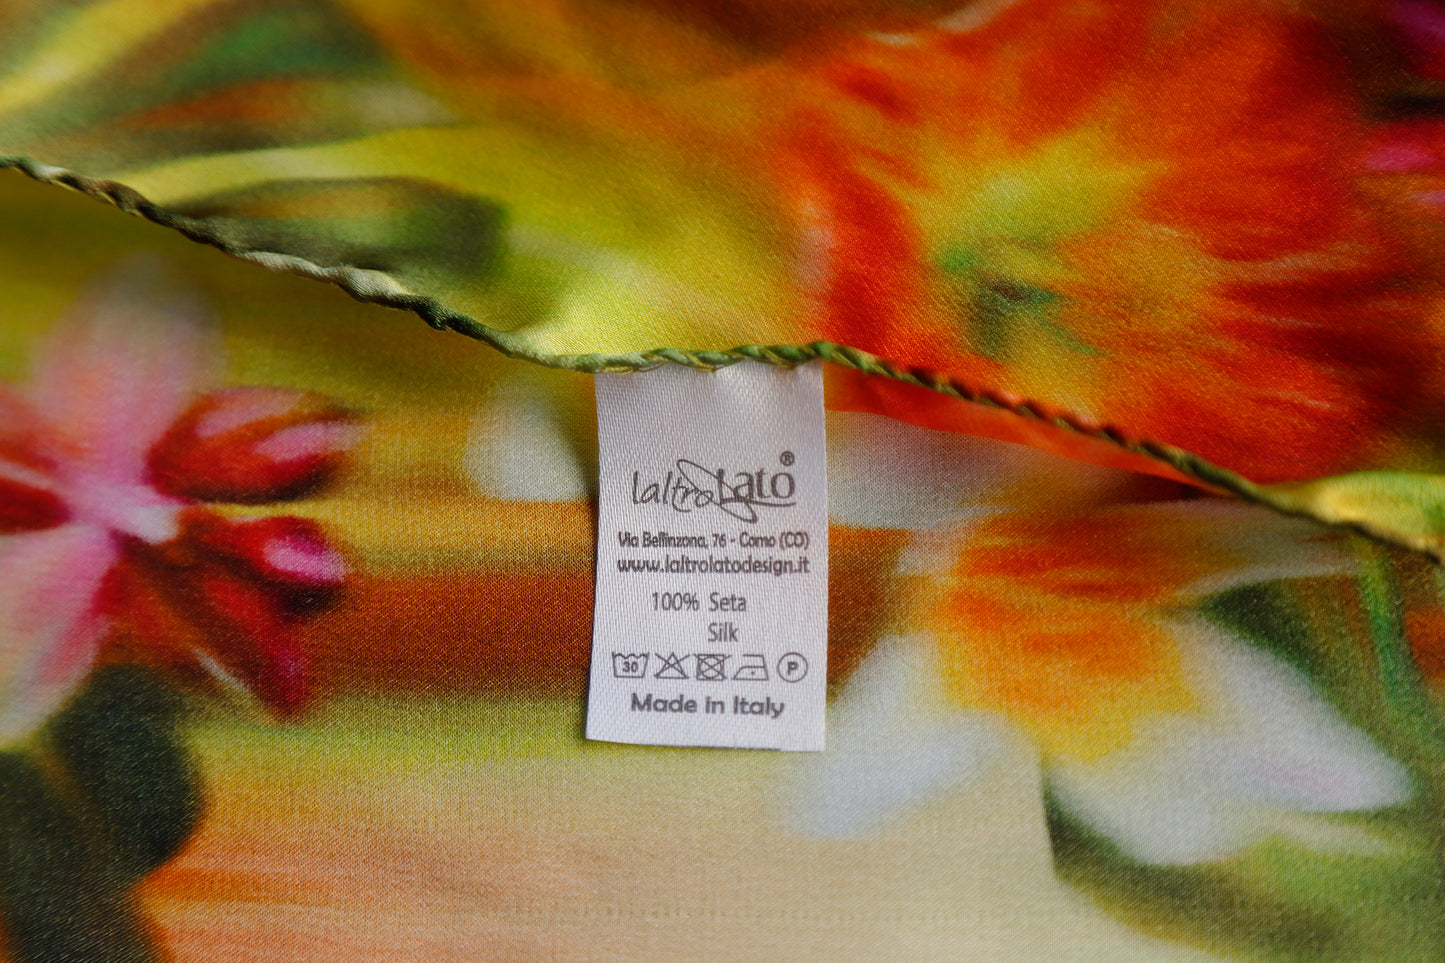 laltroLato®
Via Bellinzona, 76 - Como (CO)
www.laltrolatodesign.it
100% Seta
Silk
30 P
Made in Italy